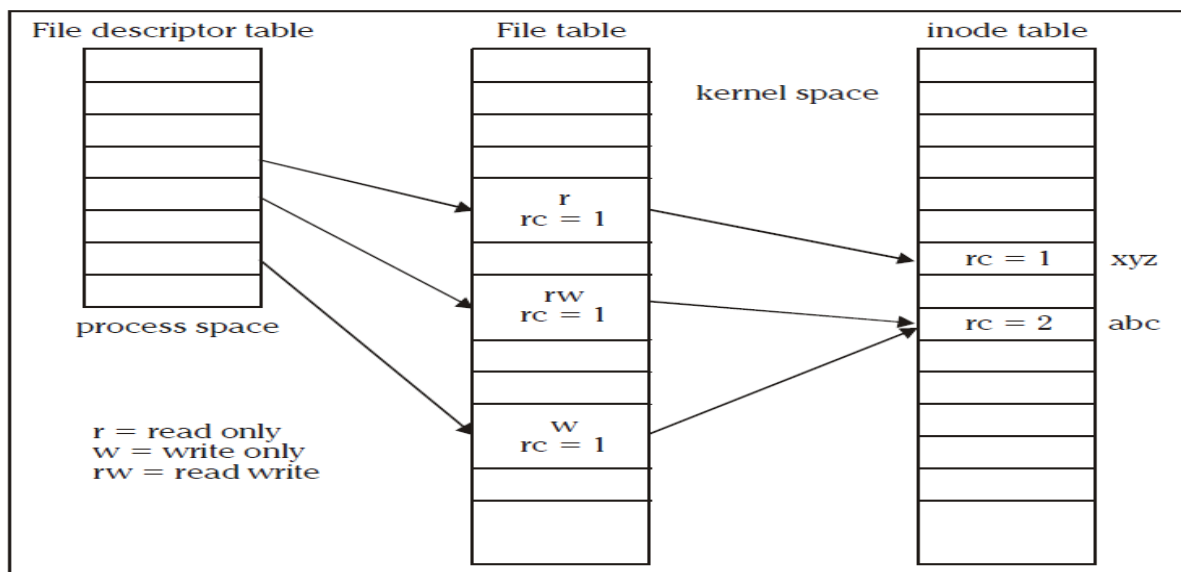 File descriptor table
File table
inode table
kernel space
r
rc = 1
rc = 1
xyz
rw
rc = 1
rc = 2
abc
process space
w
rc = 1
r = read only
w = write only
rw = read write